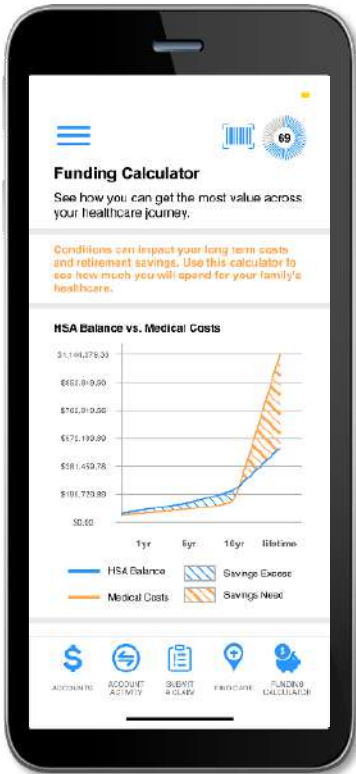 69
Funding Calculator
See how you can get the most value across
your healthcare journey.
Conditions can impact your long term costs
and retirement savings. Use this calculator to
see how much you will spend for your family's
healthcare.
HSA Balance vs. Medical Costs
$0.00
1yr 5yr 10yr lifetime
HSA Balance Savings Excess
Medical Costs Savings Need
ACCOUNTS ACCOUNT ACTIVITY SUBMIT A CLAIM FIND CARE FUNDING CALCULATOR